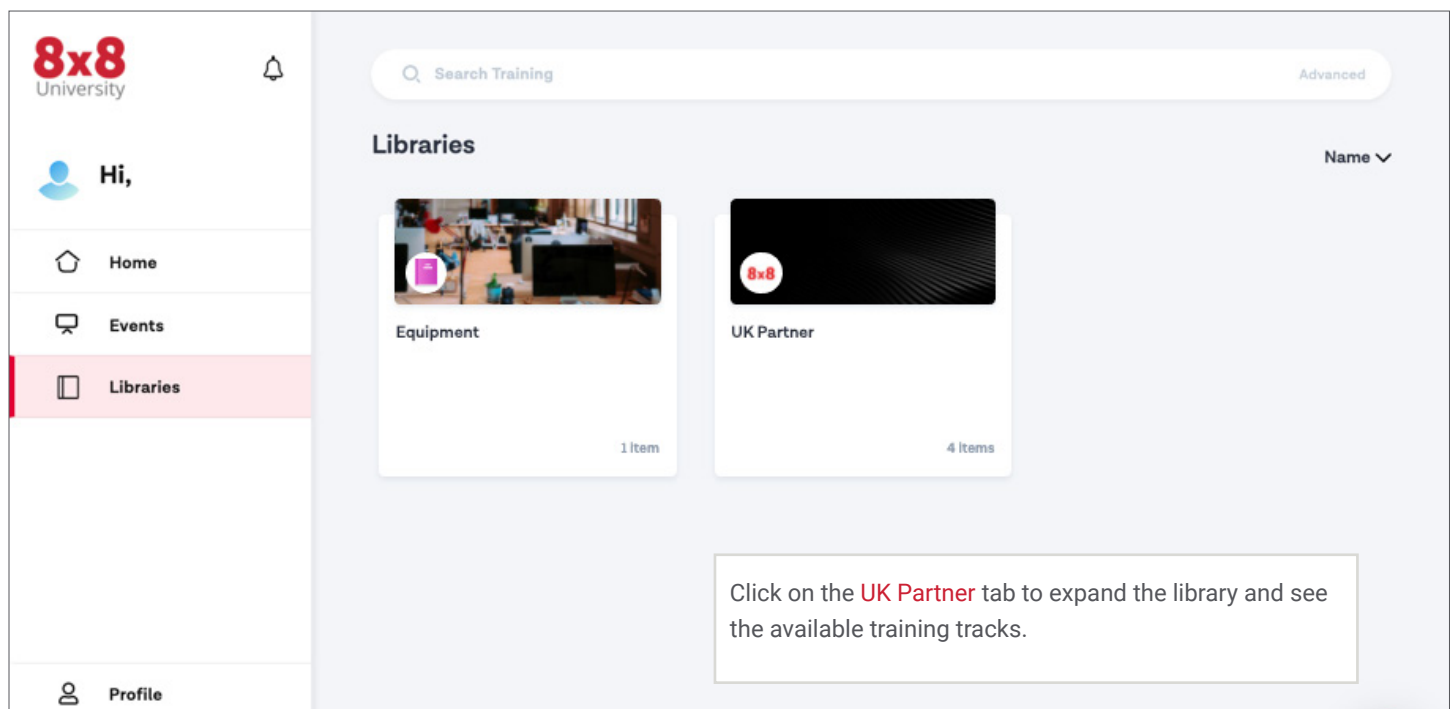 8x8
University
Search Training
Advanced
Hi,
Libraries
Name
Home
Events
Libraries
8x8
Equipment
UK Partner
1 item
4 items
Click on the UK Partner tab to expand the library and see
the available training tracks.
Profile